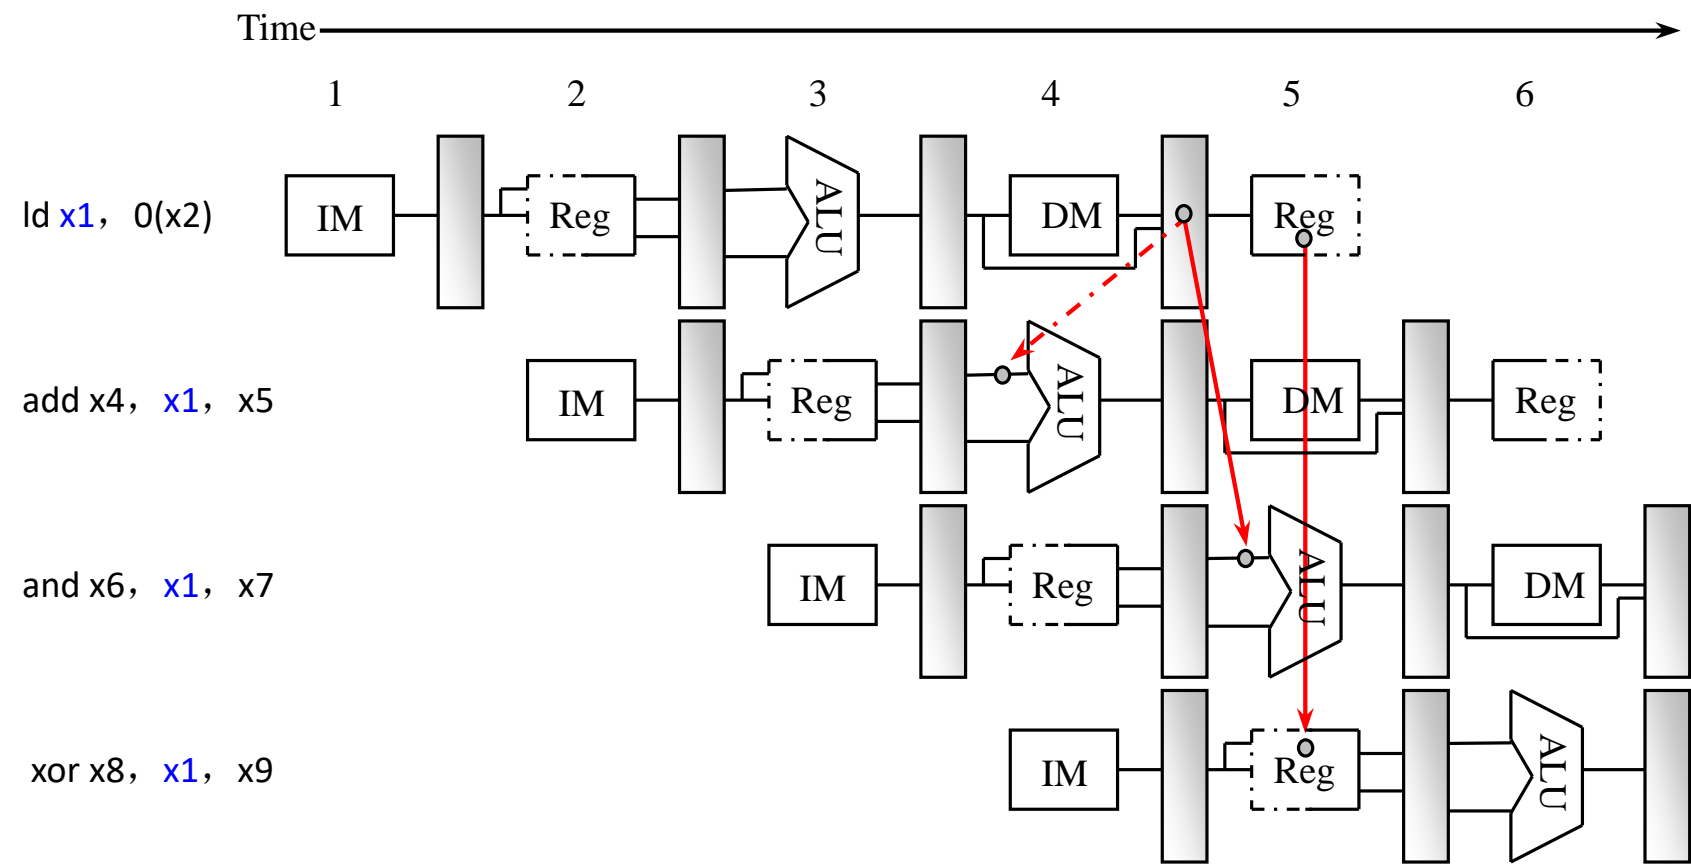 Time
1 2 3 4 5 6
ld x1，0(x2) IM Reg ALU DM Reg
add x4，x1，x5 IM Reg ALU DM Reg
and x6，x1，x7 IM Reg ALU DM
xor x8，x1，x9 IM Reg ALU